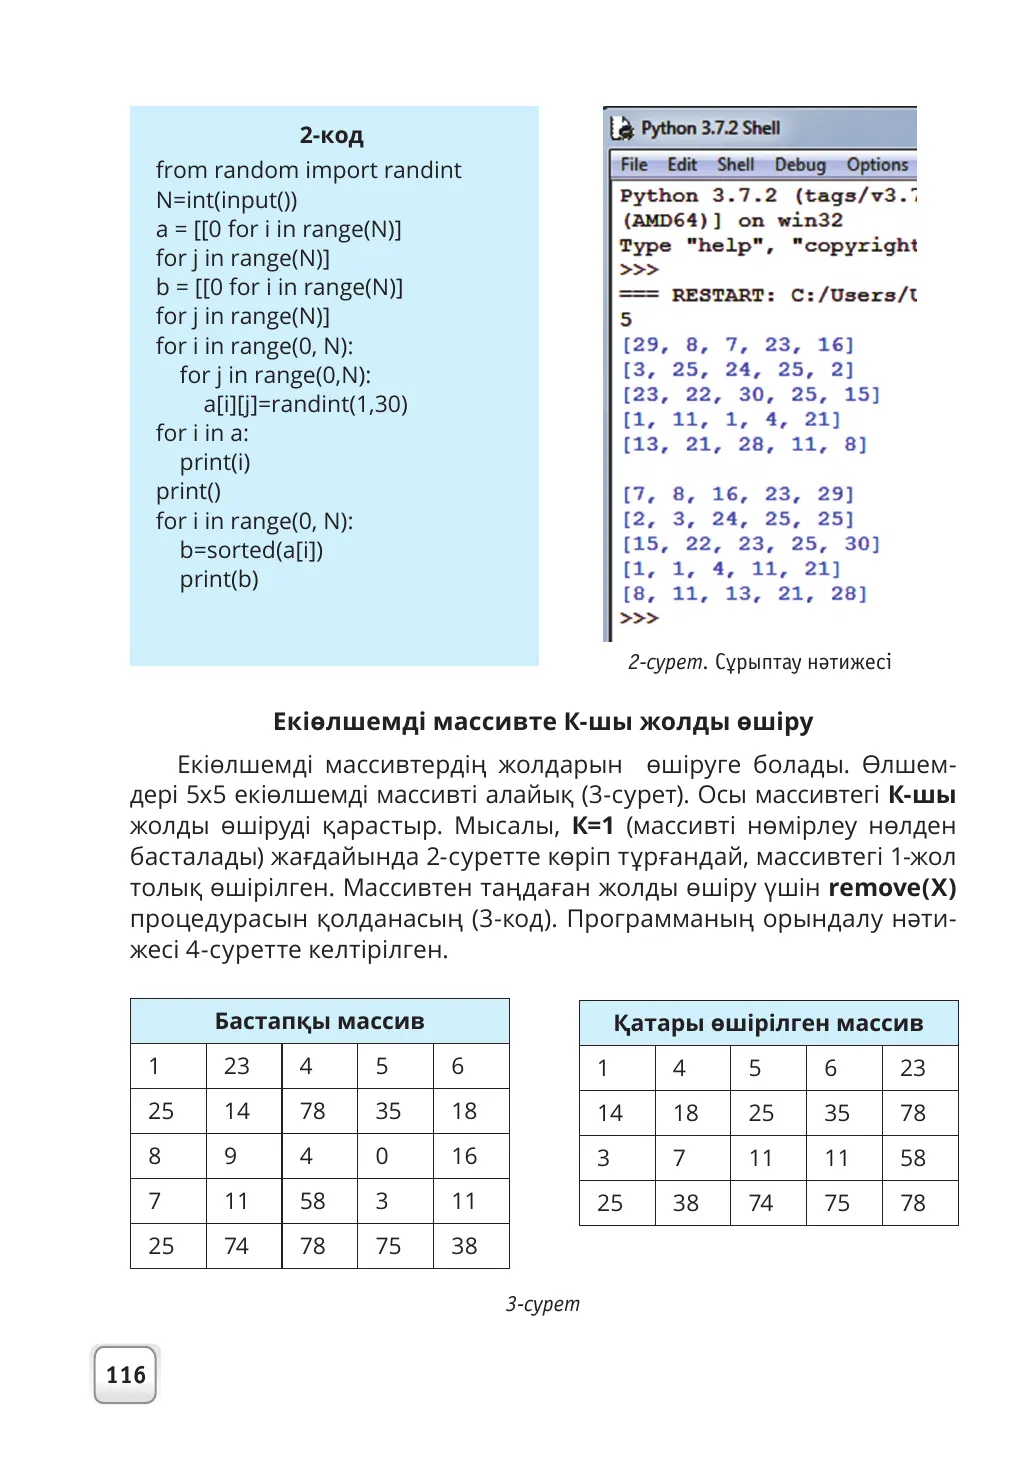 2-код
from random import randint
N=int(input())
a = [[0 for i in range(N)]
for j in range(N)]
b = [[0 for i in range(N)]
for j in range(N)]
for i in range(0, N):
for j in range(0,N):
a[i][j]=randint(1,30)
for i in a:
print(i)
print()
for i in range(0, N):
b=sorted(a[i])
print(b)
Python 3.7.2 Shell
File Edit Shell Debug Options
Python 3.7.2 (tags/v3.7
(AMD64)] on win32
Type "help", "copyright
>>>
=== RESTART: C:/Users/U
5
[29, 8, 7, 23, 16]
[3, 25, 24, 25, 2]
[23, 22, 30, 25, 15]
[1, 11, 1, 4, 21]
[13, 21, 28, 11, 8]
[7, 8, 16, 23, 29]
[2, 3, 24, 25, 25]
[15, 22, 23, 25, 30]
[1, 1, 4, 11, 21]
[8, 11, 13, 21, 28]
>>>
2-сурет. Сұрыптау нәтижесі
Екіөлшемді массивте К-шы жолды өшіру
Екіөлшемді массивтердің жолдарын өшіруге болады. Өлшем-
дері 5x5 екіөлшемді массивті алайық (3-сурет). Осы массивтегі К-шы
жолды өшіруді қарастыр. Мысалы, К=1 (массивті нөмірлеу нөлден
басталады) жағдайында 2-суретте көріп тұрғандай, массивтегі 1-жол
толық өшірілген. Массивтен таңдаған жолды өшіру үшін remove(X)
процедурасын қолданасың (3-код). Программаның орындалу нәти-
жесі 4-суретте келтірілген.
Бастапқы массив
1 23 4 5 6
25 14 78 35 18
8 9 4 0 16
7 11 58 3 11
25 74 78 75 38
Қатары өшірілген массив
1 4 5 6 23
14 18 25 35 78
3 7 11 11 58
25 38 74 75 78
3-сурет
116